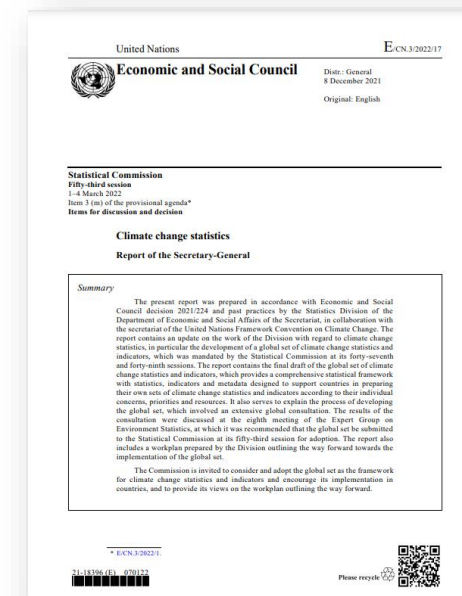 United Nations
E/CN.3/2022/17
Economic and Social Council
Distr.: General
8 December 2021
Original: English
Statistical Commission
Fifty-third session
1–4 March 2022
Item 3 (m) of the provisional agenda*
Items for discussion and decision
Climate change statistics
Report of the Secretary-General
Summary
The present report was prepared in accordance with Economic and Social
Council decision 2021/224 and past practices by the Statistics Division of the
Department of Economic and Social Affairs of the Secretariat, in collaboration with
the secretariat of the United Nations Framework Convention on Climate Change. The
report contains an update on the work of the Division with regard to climate change
statistics, in particular the development of a global set of climate change statistics and
indicators, which was mandated by the Statistical Commission at its forty-seventh
and forty-ninth sessions. The report contains the final draft of the global set of climate
change statistics and indicators, which provides a comprehensive statistical framework
with statistics, indicators and metadata designed to support countries in preparing
their own sets of climate change statistics and indicators according to their individual
concerns, priorities and resources. It also serves to explain the process of developing
the global set, which involved an extensive global consultation. The results of the
consultation were discussed at the eighth meeting of the Expert Group on
Environment Statistics, at which it was recommended that the global set be submitted
to the Statistical Commission at its fifty-third session for adoption. The report also
includes a workplan prepared by the Division outlining the way forward towards the
implementation of the global set.
The Commission is invited to consider and adopt the global set as the framework
for climate change statistics and indicators and encourage its implementation in
countries, and to provide its views on the workplan outlining the way forward.
* E/CN.3/2022/1.
21-18396 (E) 070122
Please recycle